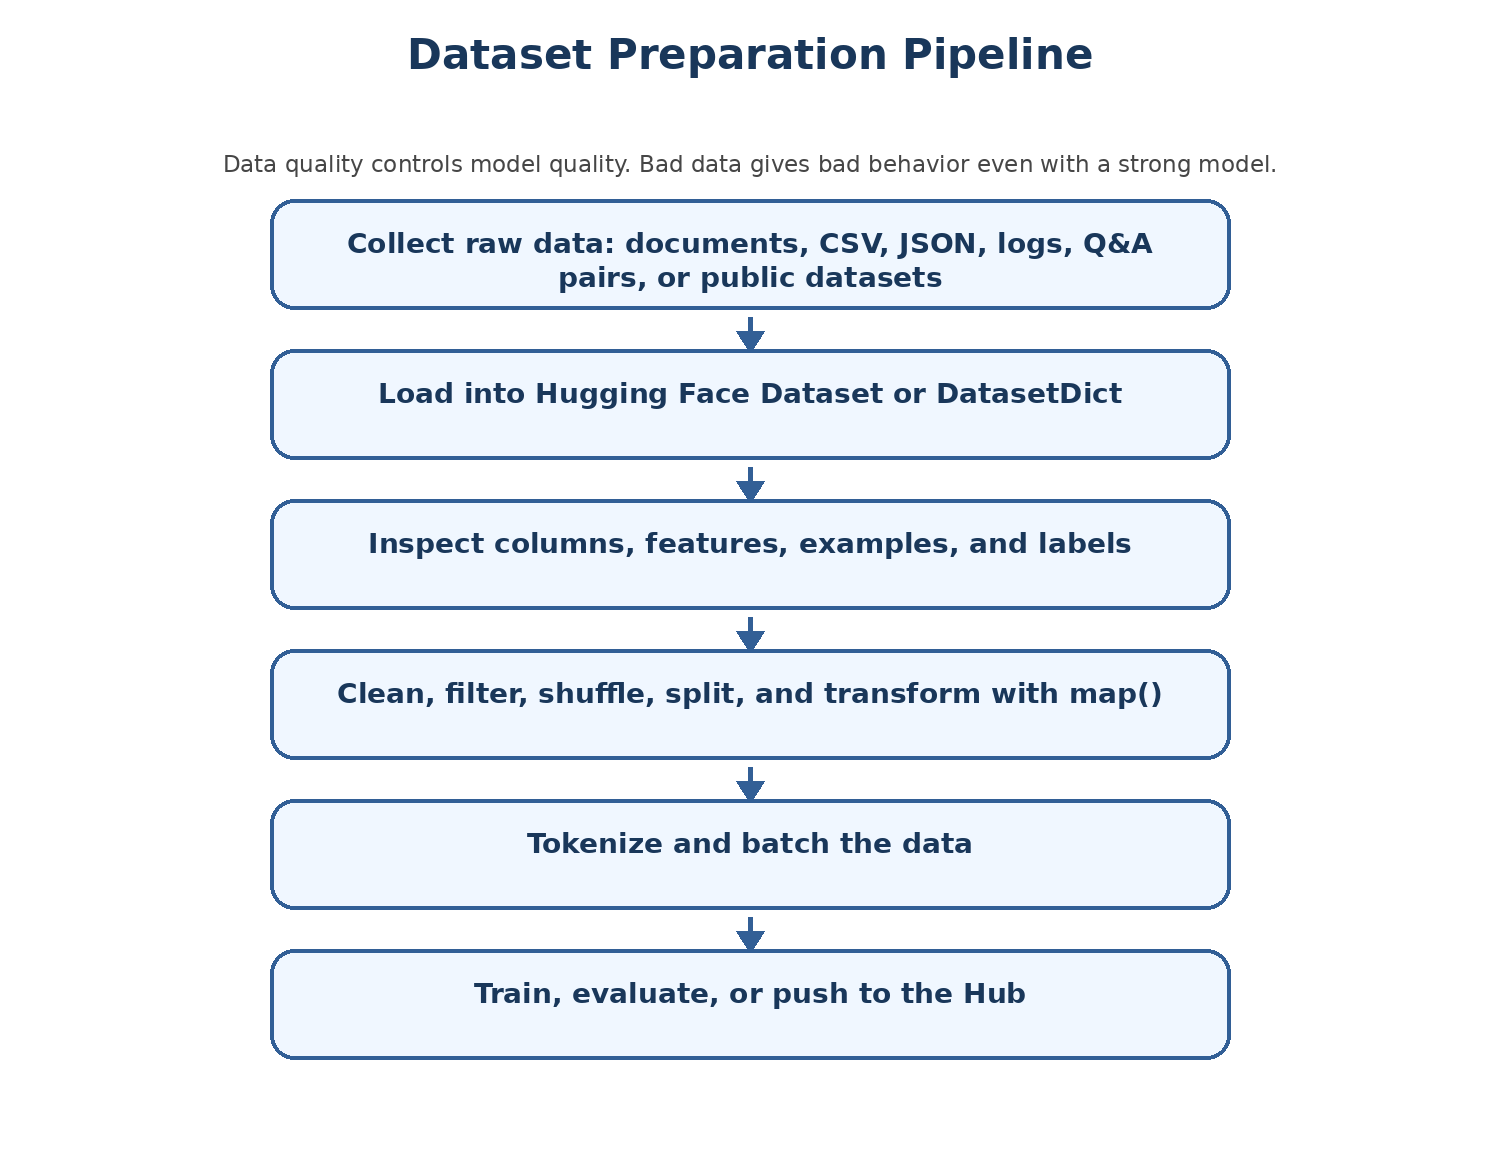 Dataset Preparation Pipeline
Data quality controls model quality. Bad data gives bad behavior even with a strong model.
Collect raw data: documents, CSV, JSON, logs, Q&A
pairs, or public datasets
Load into Hugging Face Dataset or DatasetDict
Inspect columns, features, examples, and labels
Clean, filter, shuffle, split, and transform with map()
Tokenize and batch the data
Train, evaluate, or push to the Hub